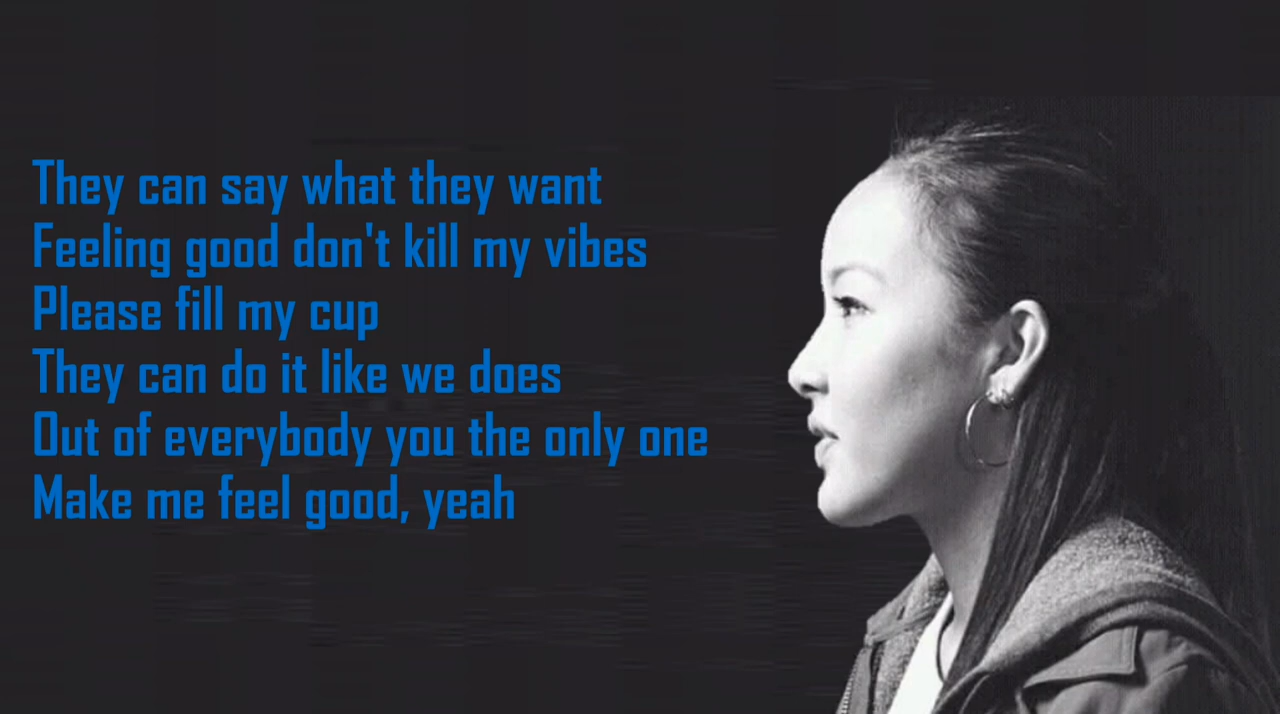 They can say what they want
Feeling good don't kill my vibes
Please fill my cup
They can do it like we does
Out of everybody you the only one
Make me feel good, yeah